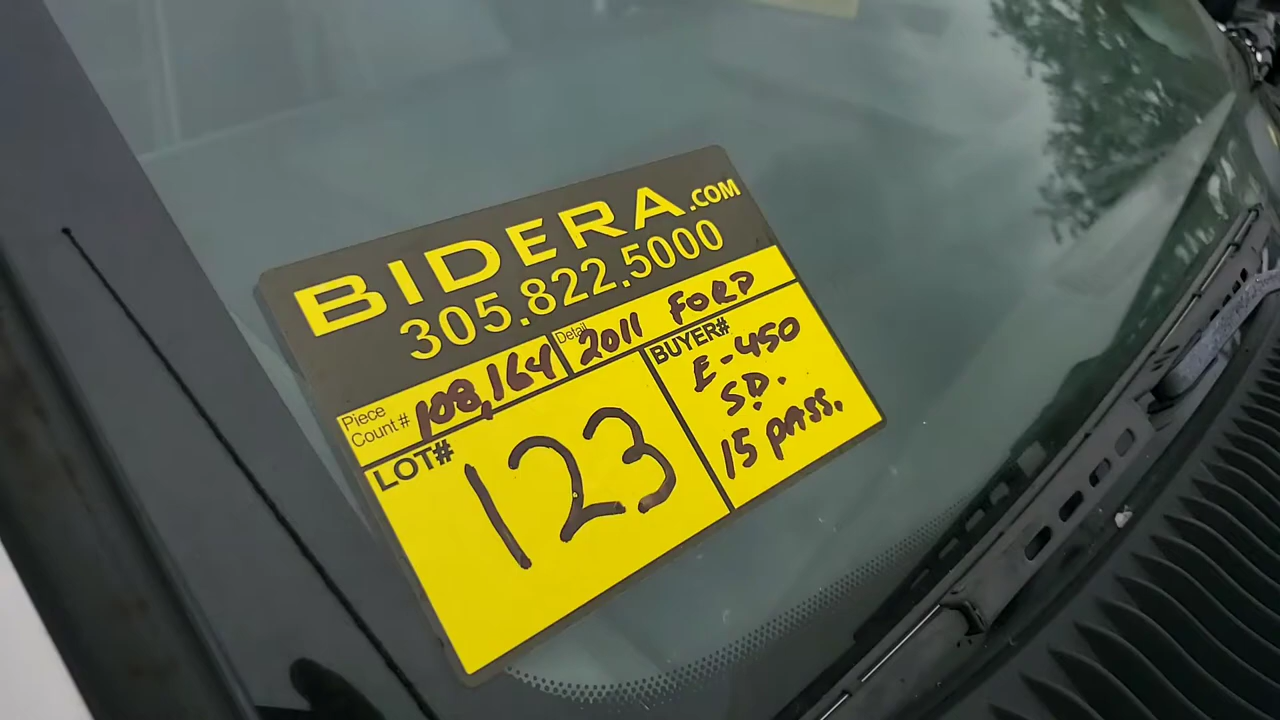 BIDERA.COM
305.822.5000
Piece Count # 108,164
Detail 2011 FORD
LOT#
123
BUYER#
E-450
SD.
15 PASS.